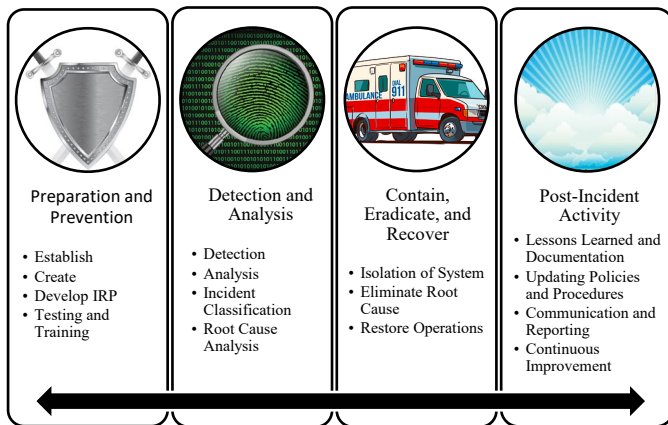 Preparation and
Prevention
• Establish
• Create
• Develop IRP
• Testing and
Training
Detection and
Analysis
• Detection
• Analysis
• Incident
Classification
• Root Cause
Analysis
AMBULANCE
DIAL
911
Contain,
Eradicate, and
Recover
• Isolation of System
• Eliminate Root
Cause
• Restore Operations
Post-Incident
Activity
• Lessons Learned and
Documentation
• Updating Policies
and Procedures
• Communication and
Reporting
• Continuous
Improvement